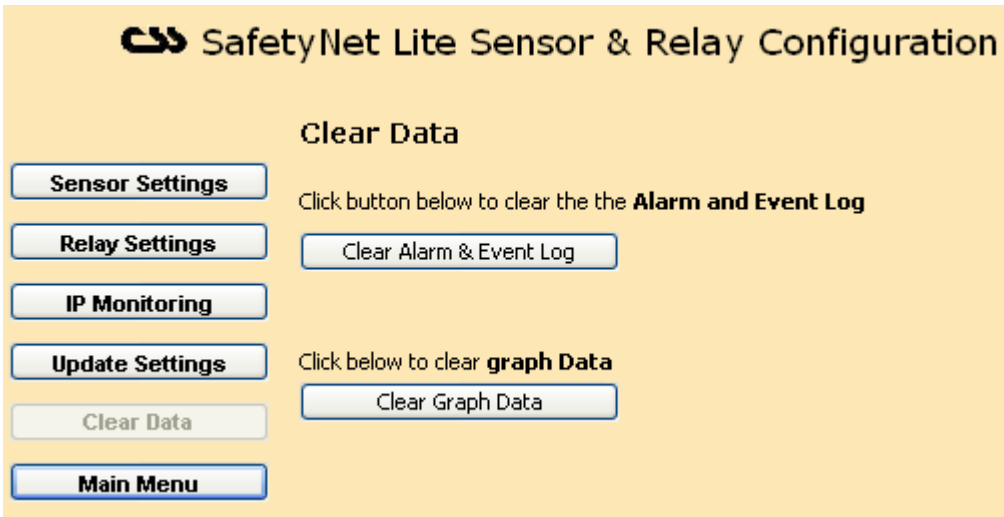 CSS SafetyNet Lite Sensor & Relay Configuration
Clear Data
Sensor Settings
Click button below to clear the the Alarm and Event Log
Relay Settings
Clear Alarm & Event Log
IP Monitoring
Update Settings
Click below to clear graph Data
Clear Data
Clear Graph Data
Main Menu